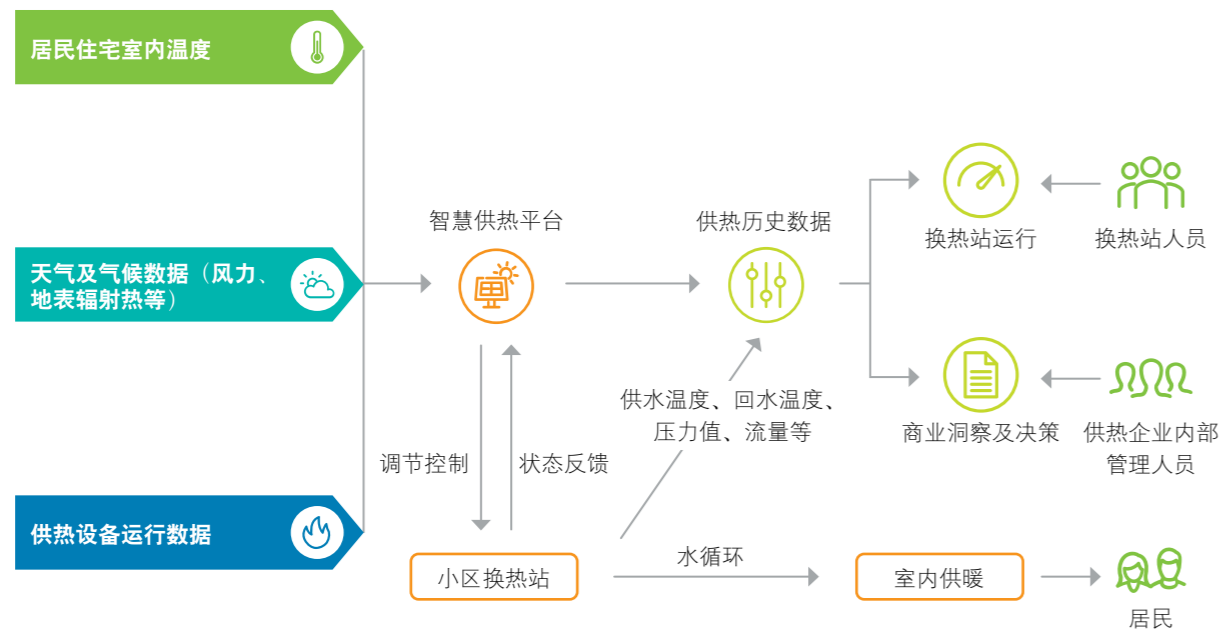 居民住宅室内温度
天气及气候数据（风力、
地表辐射热等）
供热设备运行数据
智慧供热平台
供热历史数据
换热站运行
换热站人员
供水温度、回水温度、
压力值、流量等
商业洞察及决策
供热企业内部
管理人员
调节控制
状态反馈
小区换热站
水循环
室内供暖
居民